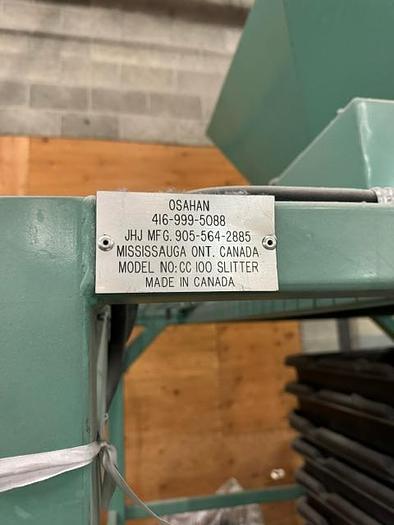 OSAHAN
416-999-5088
JHJ MFG. 905-564-2885
MISSISSAUGA ONT. CANADA
MODEL NO: CC 100 SLITTER
MADE IN CANADA